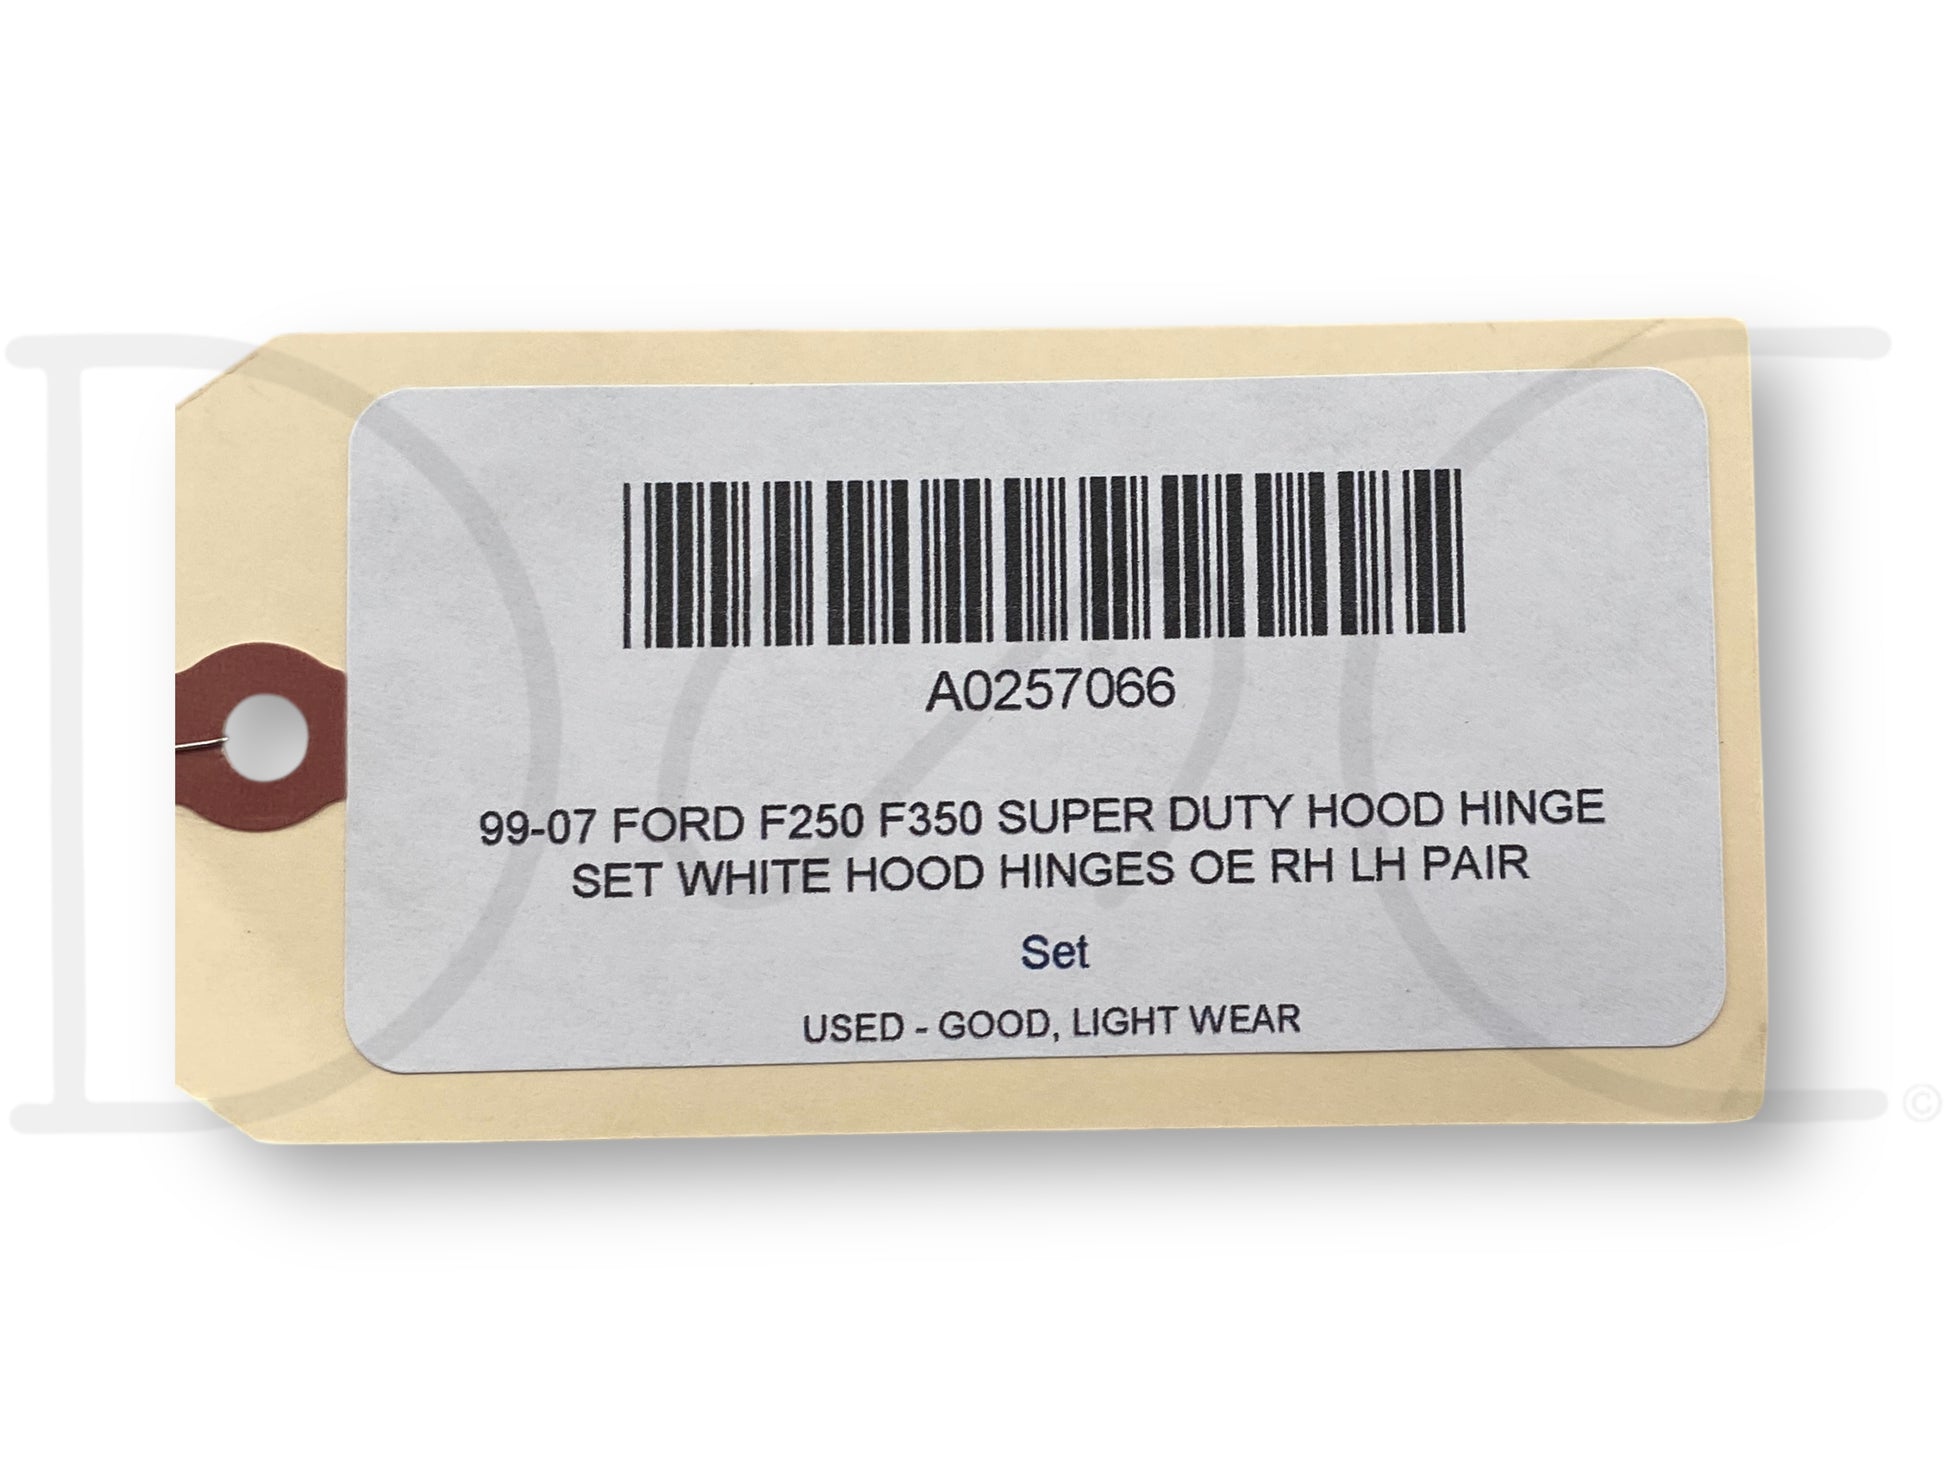 A0257066
99-07 FORD F250 F350 SUPER DUTY HOOD HINGE
SET WHITE HOOD HINGES OE RH LH PAIR
Set
USED - GOOD, LIGHT WEAR
©